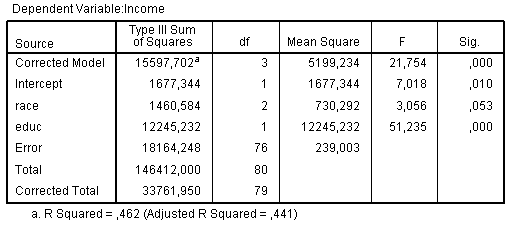 Dependent Variable:Income
Source Type III Sum of Squares df Mean Square F Sig.
Corrected Model 15597,702a 3 5199,234 21,754 ,000
Intercept 1677,344 1 1677,344 7,018 ,010
race 1460,584 2 730,292 3,056 ,053
educ 12245,232 1 12245,232 51,235 ,000
Error 18164,248 76 239,003
Total 146412,000 80
Corrected Total 33761,950 79
a. R Squared = ,462 (Adjusted R Squared = ,441)